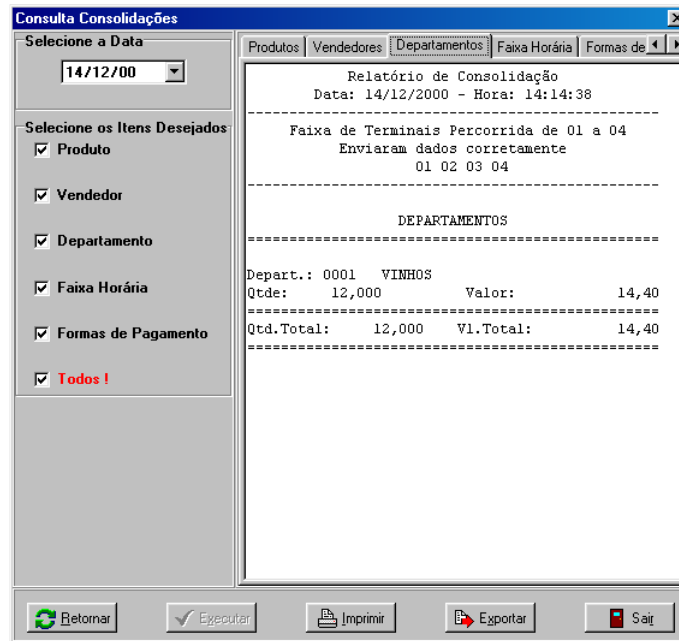 Consulta Consolidações
Selecione a Data
14/12/00
Selecione os Itens Desejados
Produto
Vendedor
Departamento
Faixa Horária
Formas de Pagamento
Todos !
Produtos Vendedores Departamentos Faixa Horária Formas de
Relatório de Consolidação
Data: 14/12/2000 - Hora: 14:14:38
--------------------------------------------------
Faixa de Terminais Percorrida de 01 a 04
Enviaram dados corretamente
01 02 03 04
--------------------------------------------------
DEPARTAMENTOS
==================================================
Depart.: 0001 VINHOS
Qtde: 12,000 Valor: 14,40
==================================================
Qtd.Total: 12,000 Vl.Total: 14,40
==================================================
Retornar Executar Imprimir Exportar Sair